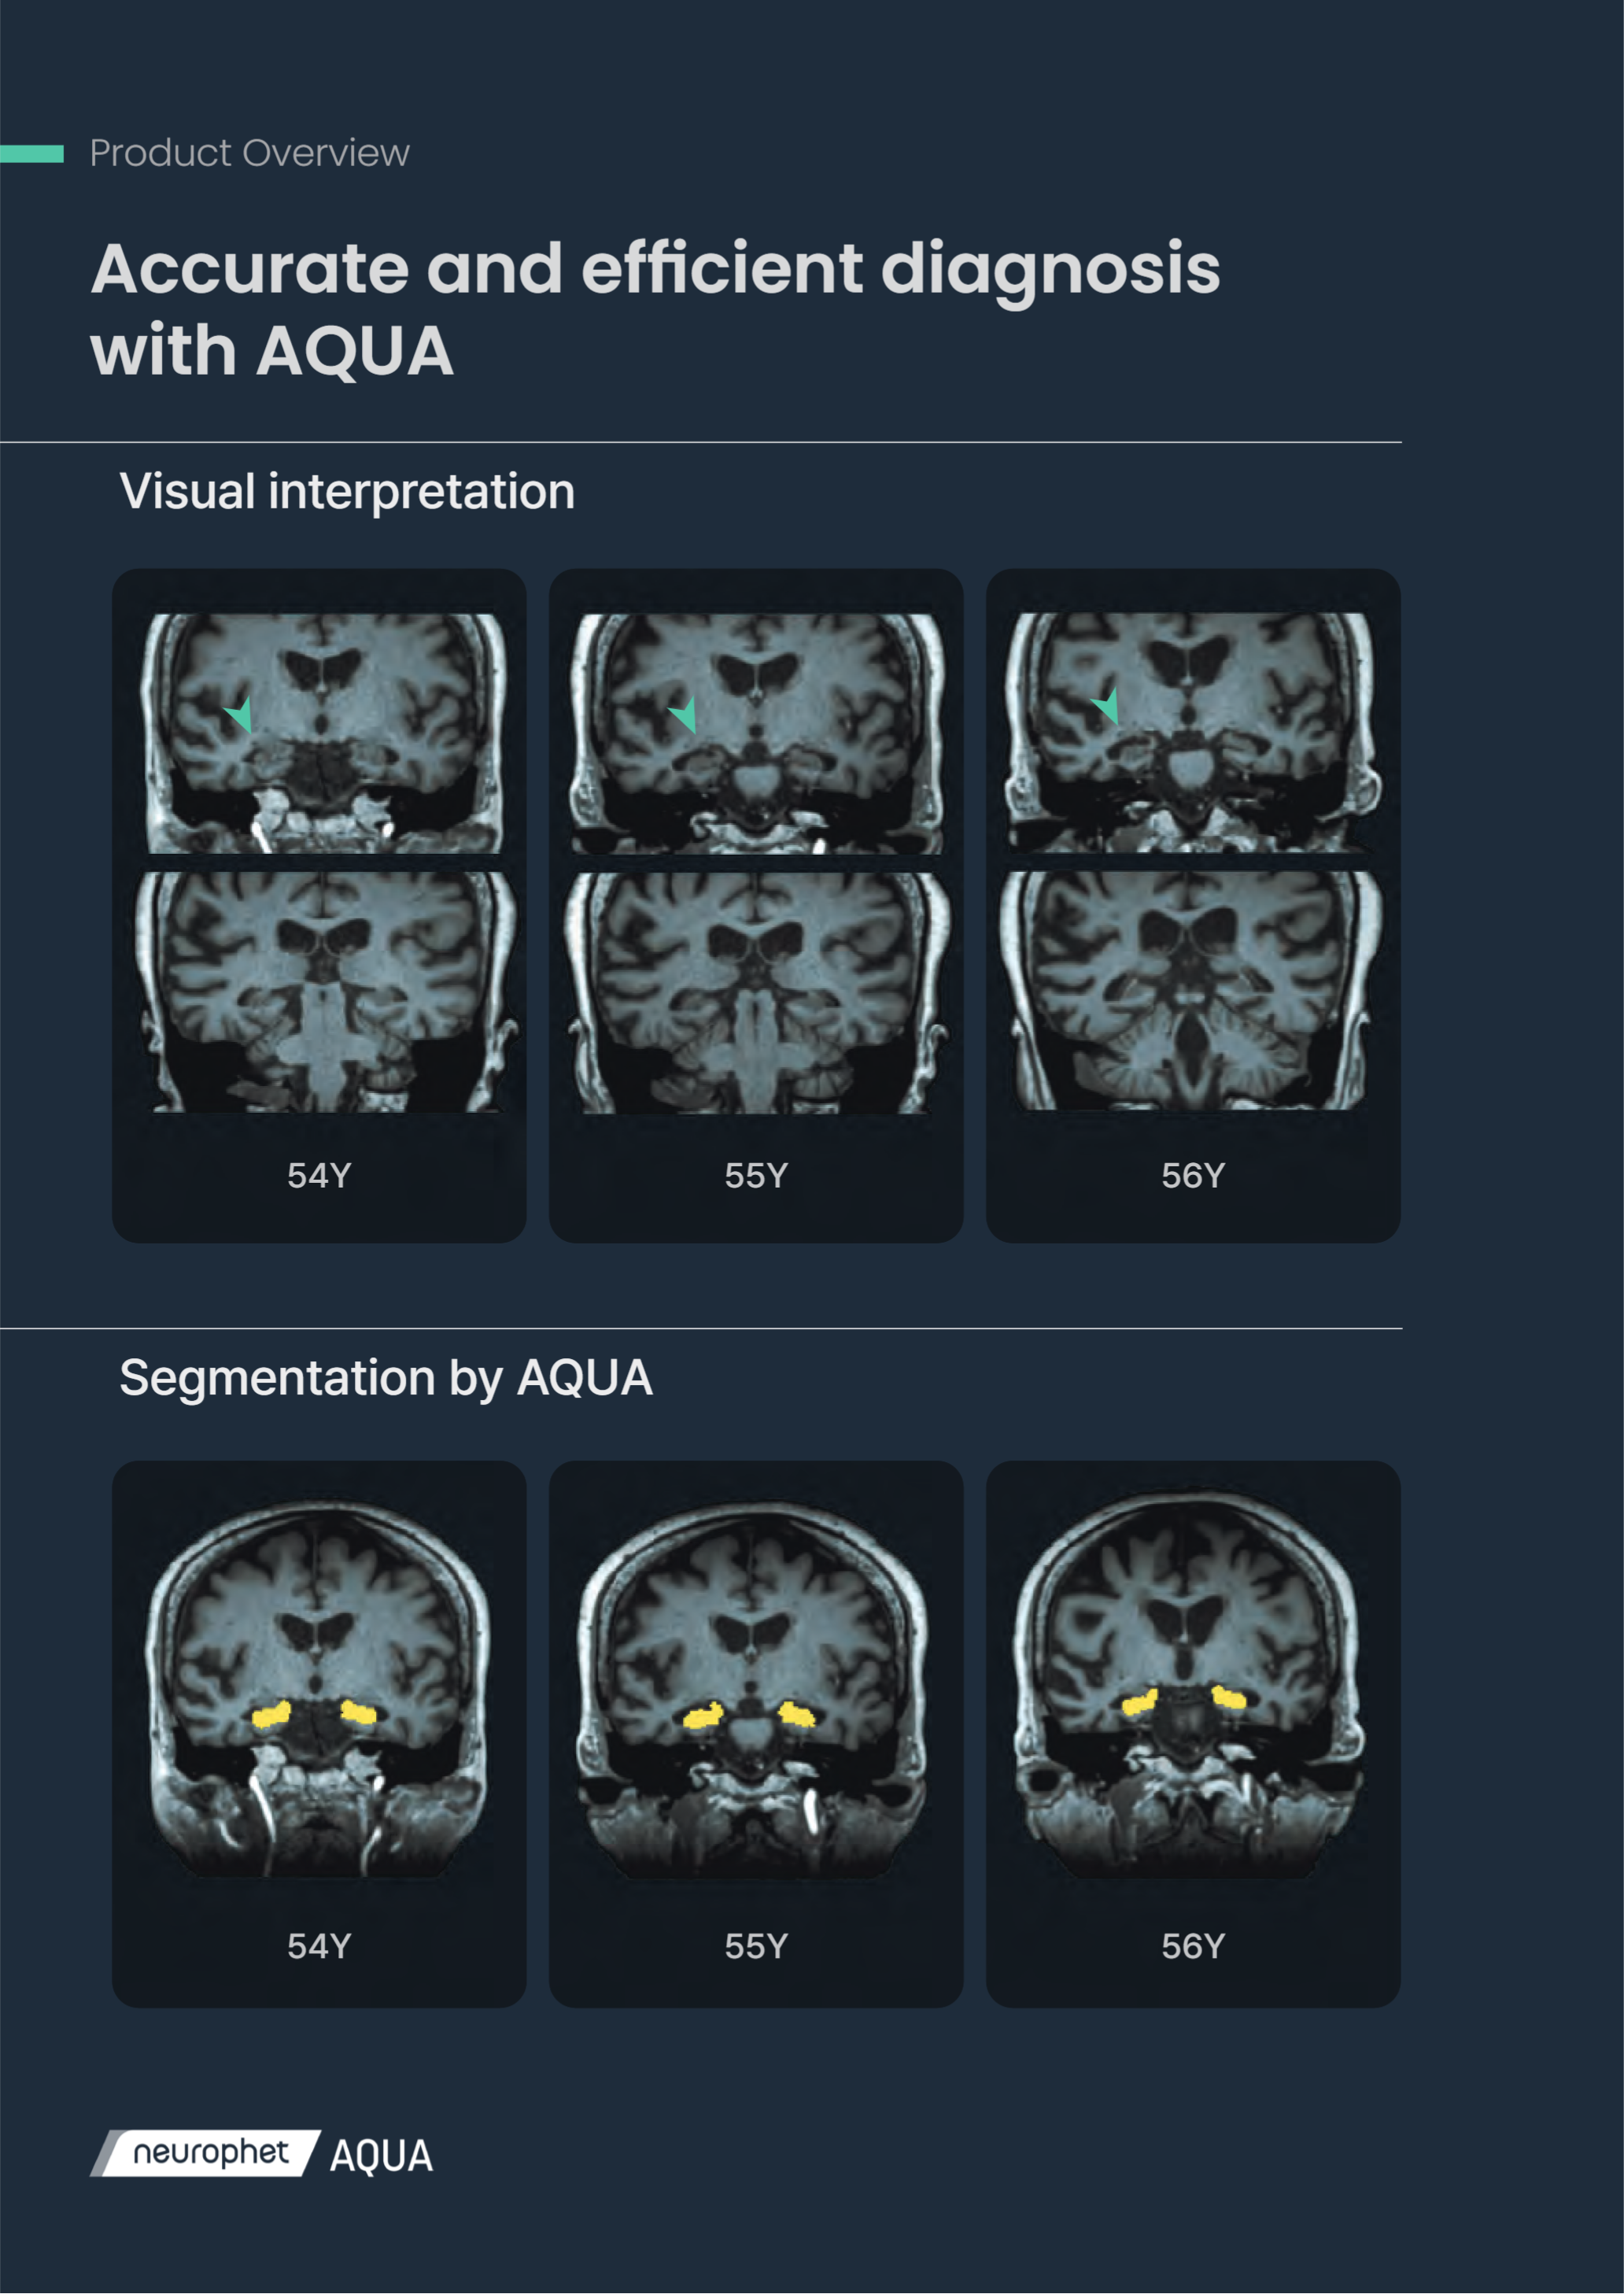 Product Overview
Accurate and efficient diagnosis
with AQUA
Visual interpretation
54Y
55Y
56Y
Segmentation by AQUA
54Y
55Y
56Y
neurophet AQUA